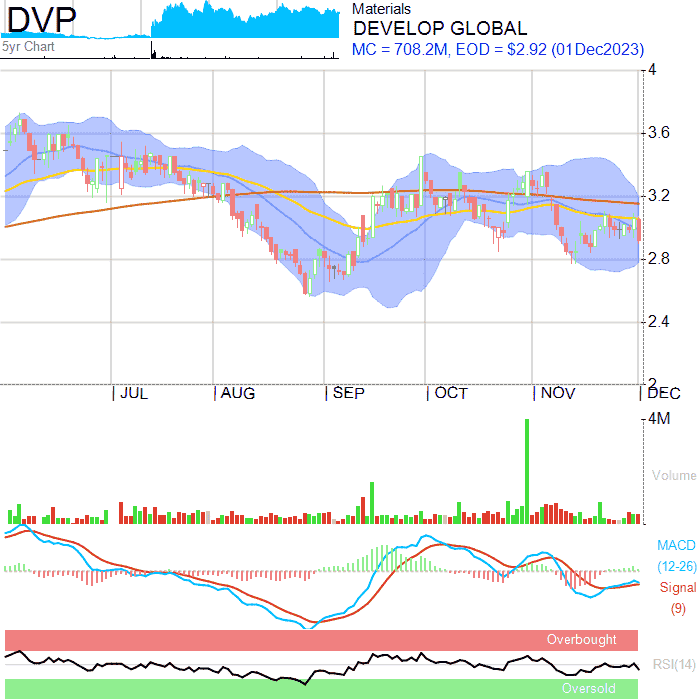 DVP
5yr Chart
Materials
DEVELOP GLOBAL
MC = 708.2M, EOD = $2.92 (01Dec2023)
4
3.6
3.2
2.8
2.4
2
JUL AUG SEP OCT NOV DEC
4M
Volume
MACD
(12-26)
Signal
(9)
Overbought
RSI(14)
Oversold